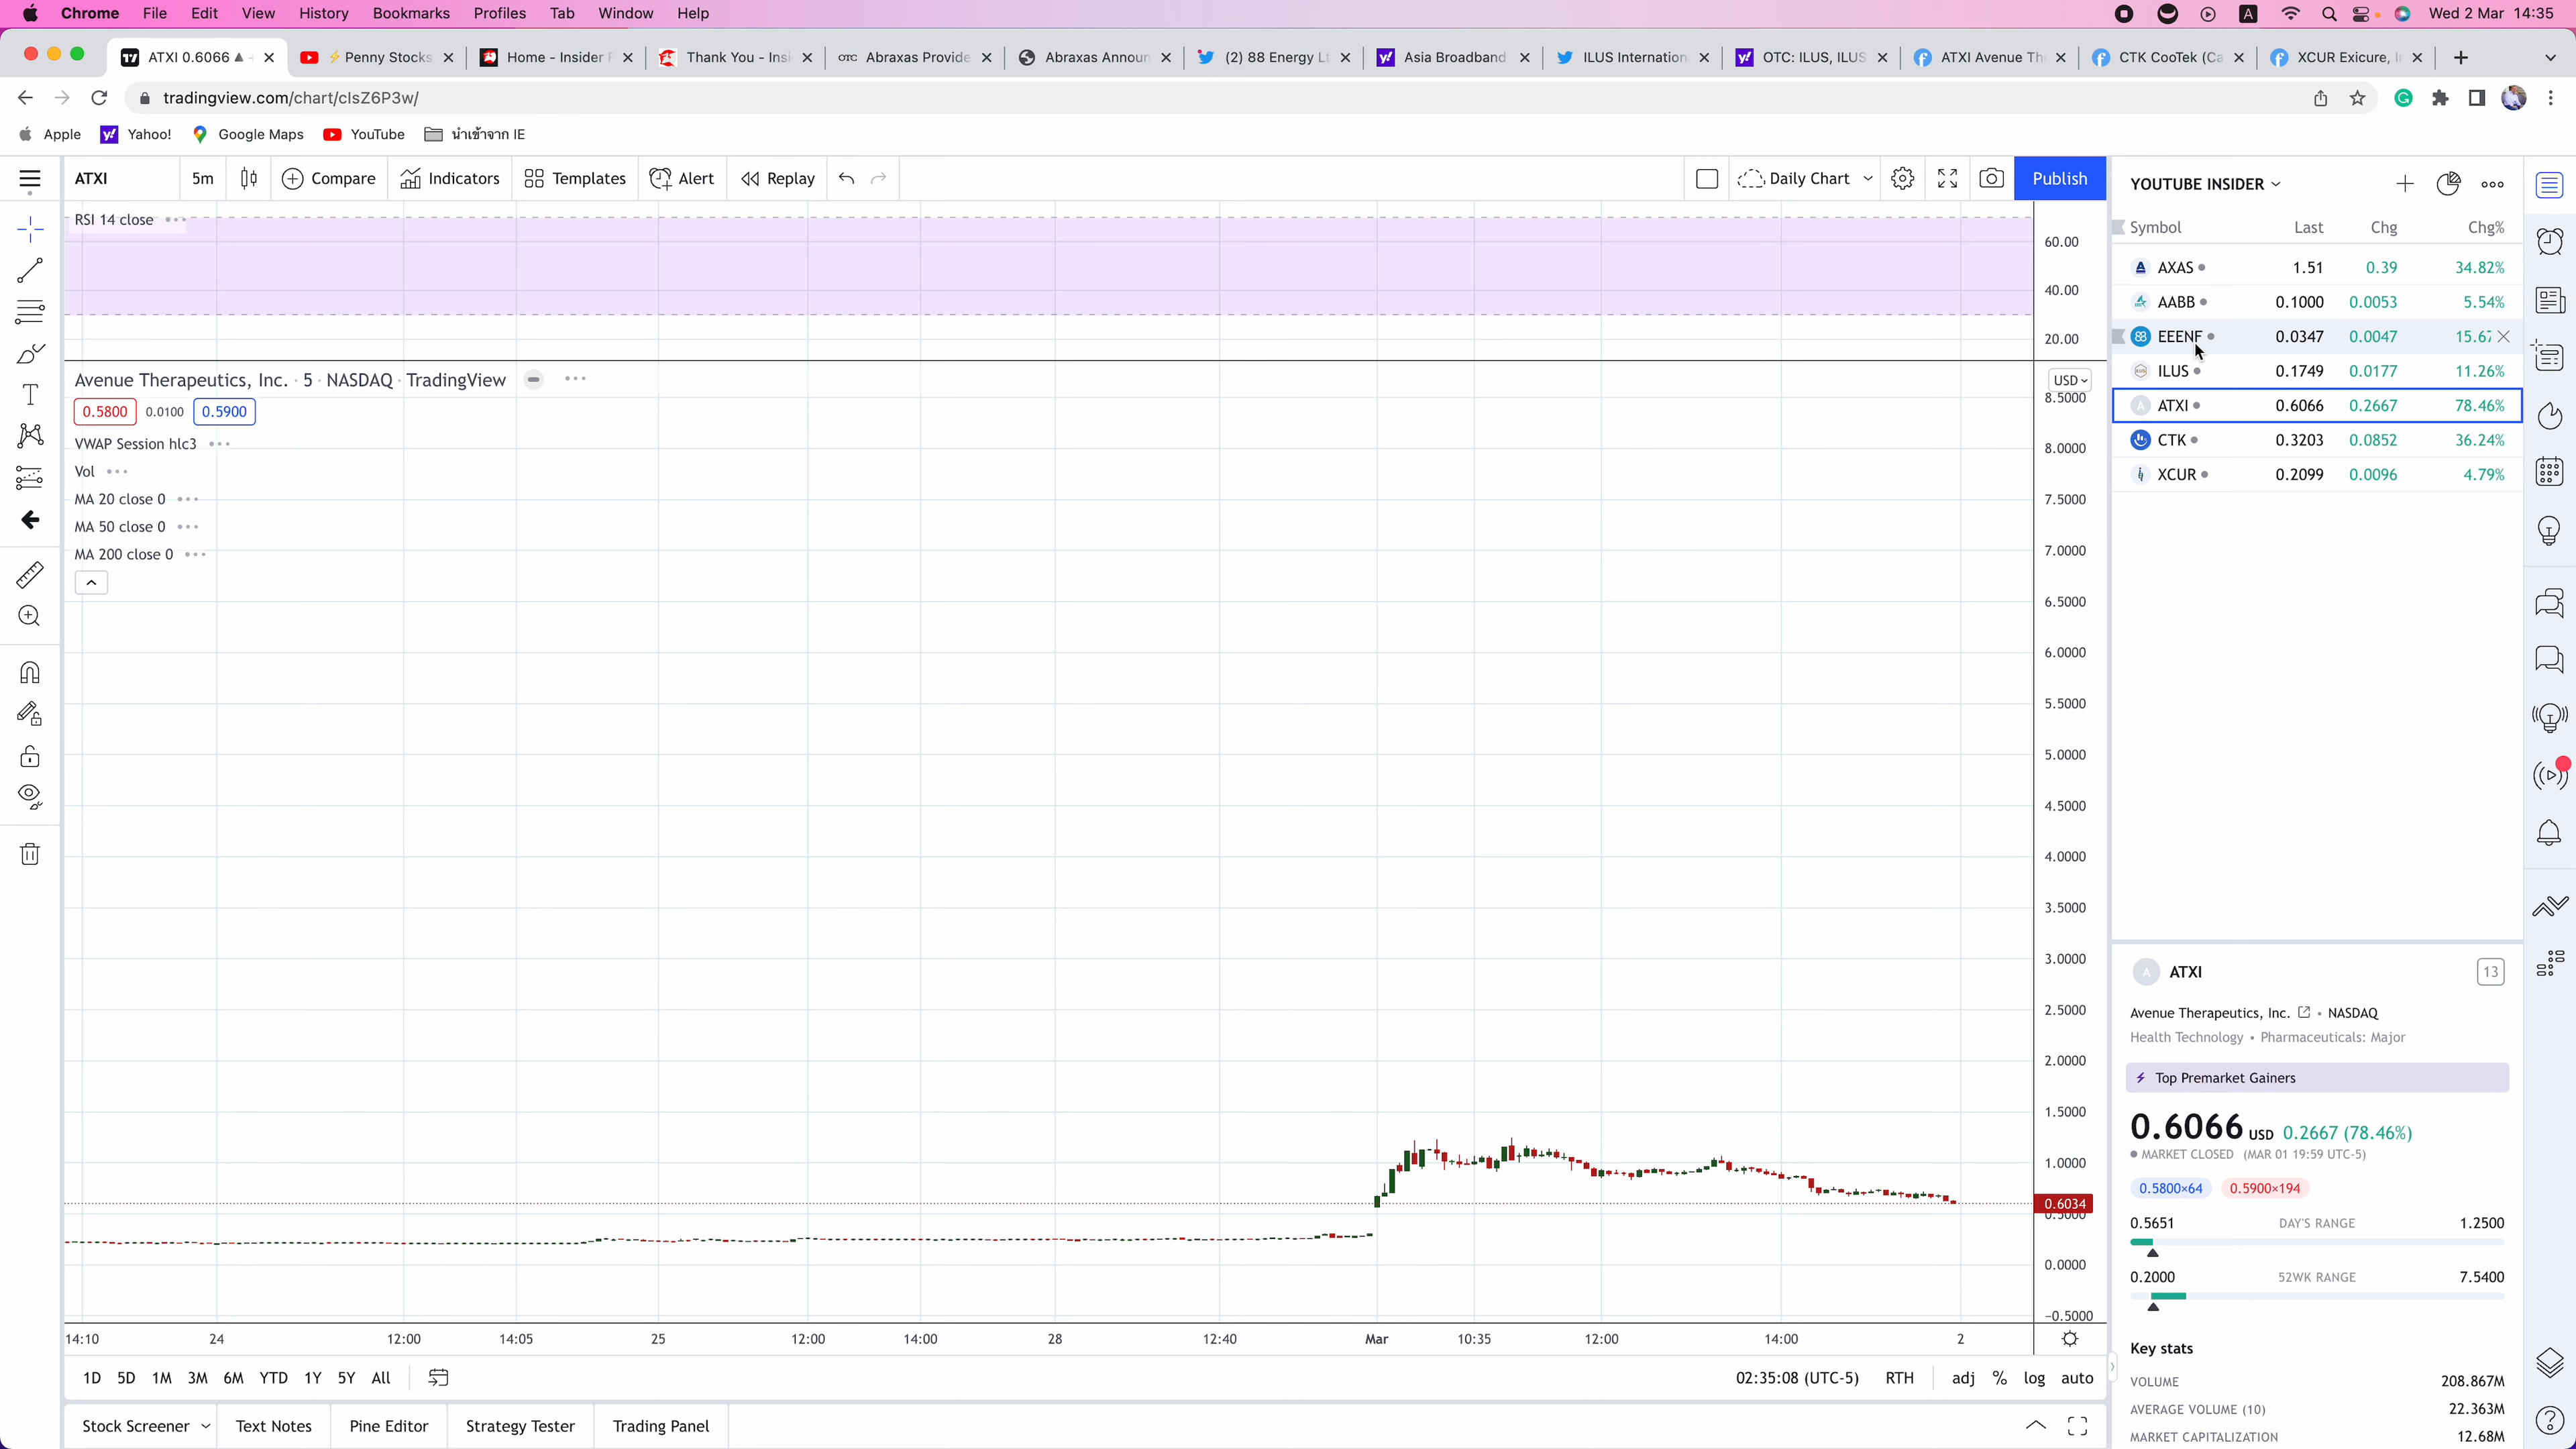 Chrome File Edit View History Bookmarks Profiles Tab Window Help A Wed 2 Mar 14:35
ATXI 0.6066 ▲ Penny Stocks Home - Insider Thank You - Insi OTC Abraxas Provide Abraxas Announ (2) 88 Energy Lt Asia Broadband ILUS Internation OTC: ILUS, ILUS ATXI Avenue Th CTK CooTek (Ca XCUR Exicure, I
tradingview.com/chart/cIsZ6P3w/
Apple Yahoo! Google Maps YouTube นำเข้าจาก IE
ATXI 5m Compare Indicators Templates Alert Replay Daily Chart Publish
RSI 14 close
60.00
40.00
20.00
Avenue Therapeutics, Inc. · 5 · NASDAQ · TradingView
0.5800 0.0100 0.5900
VWAP Session hlc3
Vol
MA 20 close 0
MA 50 close 0
MA 200 close 0
USD
8.5000
8.0000
7.5000
7.0000
6.5000
6.0000
5.5000
5.0000
4.5000
4.0000
3.5000
3.0000
2.5000
2.0000
1.5000
1.0000
0.6034
0.5000
0.0000
−0.5000
14:10 24 12:00 14:05 25 12:00 14:00 28 12:40 Mar 10:35 12:00 14:00 2
1D 5D 1M 3M 6M YTD 1Y 5Y All 02:35:08 (UTC-5) RTH adj % log auto
Stock Screener Text Notes Pine Editor Strategy Tester Trading Panel
YOUTUBE INSIDER
Symbol Last Chg Chg%
AXAS 1.51 0.39 34.82%
AABB 0.1000 0.0053 5.54%
EEENF 0.0347 0.0047 15.67
ILUS 0.1749 0.0177 11.26%
ATXI 0.6066 0.2667 78.46%
CTK 0.3203 0.0852 36.24%
XCUR 0.2099 0.0096 4.79%
A ATXI 13
Avenue Therapeutics, Inc. • NASDAQ
Health Technology • Pharmaceuticals: Major
Top Premarket Gainers
0.6066 USD 0.2667 (78.46%)
MARKET CLOSED (MAR 01 19:59 UTC-5)
0.5800×64 0.5900×194
0.5651 DAY'S RANGE 1.2500
0.2000 52WK RANGE 7.5400
Key stats
VOLUME 208.867M
AVERAGE VOLUME (10) 22.363M
MARKET CAPITALIZATION 12.68M